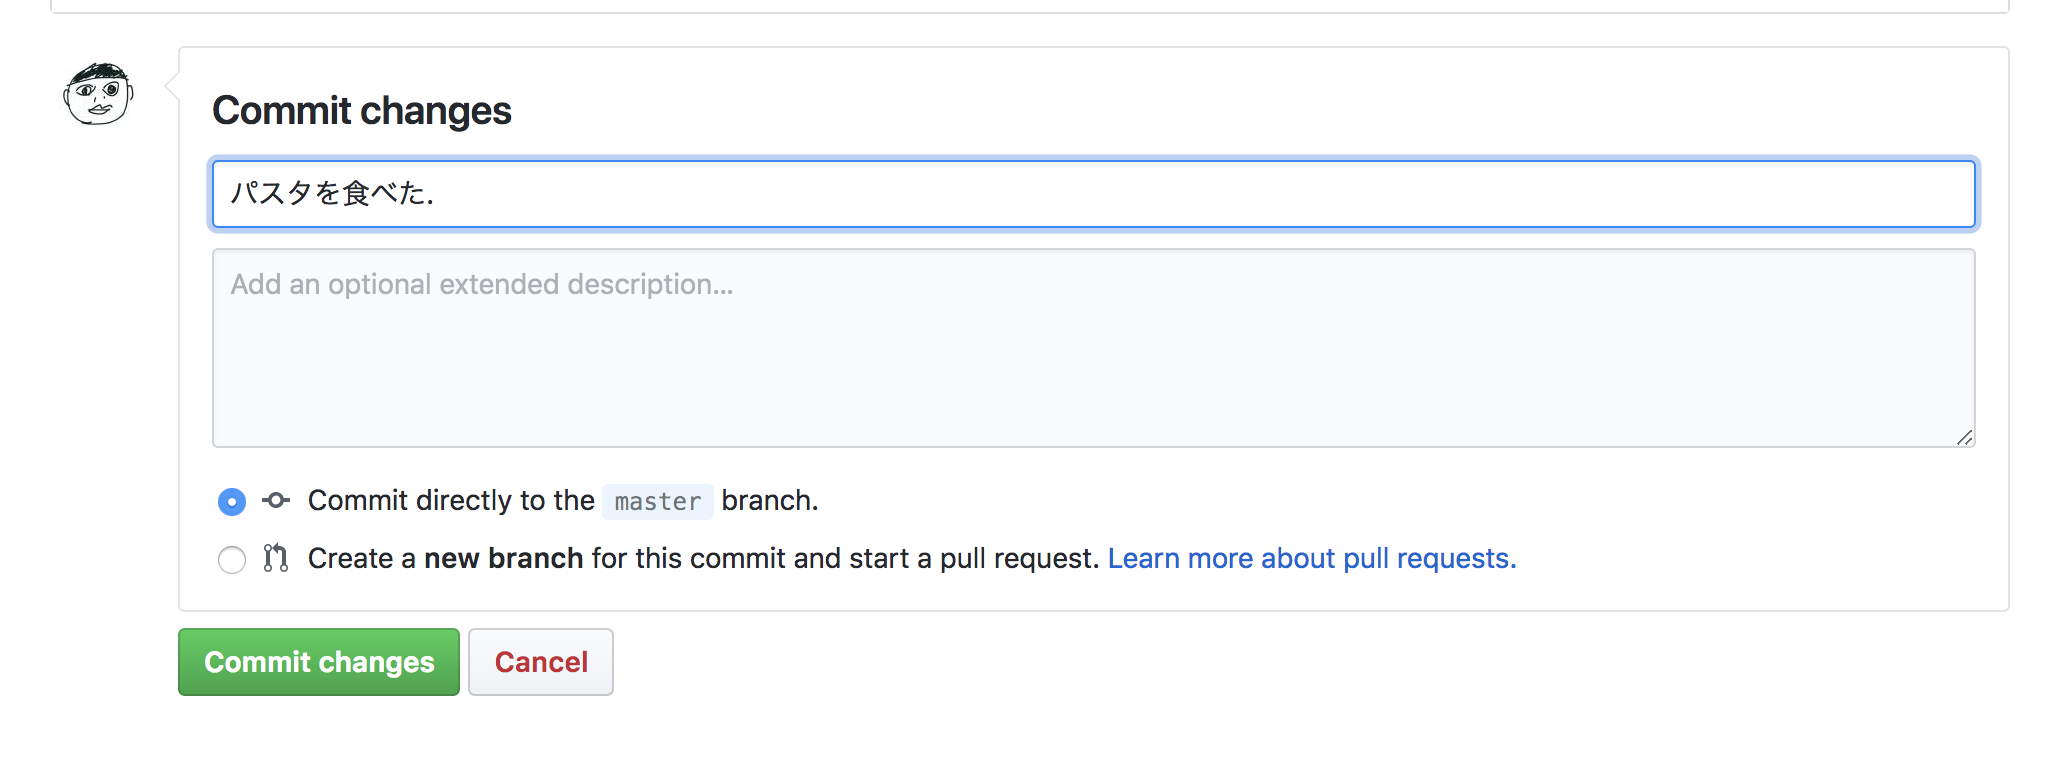 Commit changes
パスタを食べた.
Add an optional extended description...
Commit directly to the master branch.
Create a new branch for this commit and start a pull request. Learn more about pull requests.
Commit changes Cancel